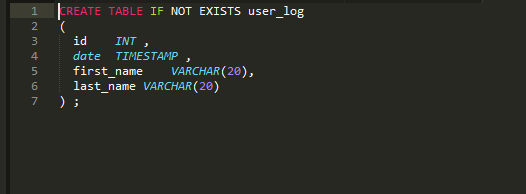 1 CREATE TABLE IF NOT EXISTS user_log
2 (
3 id INT ,
4 date TIMESTAMP ,
5 first_name VARCHAR(20),
6 last_name VARCHAR(20)
7 ) ;